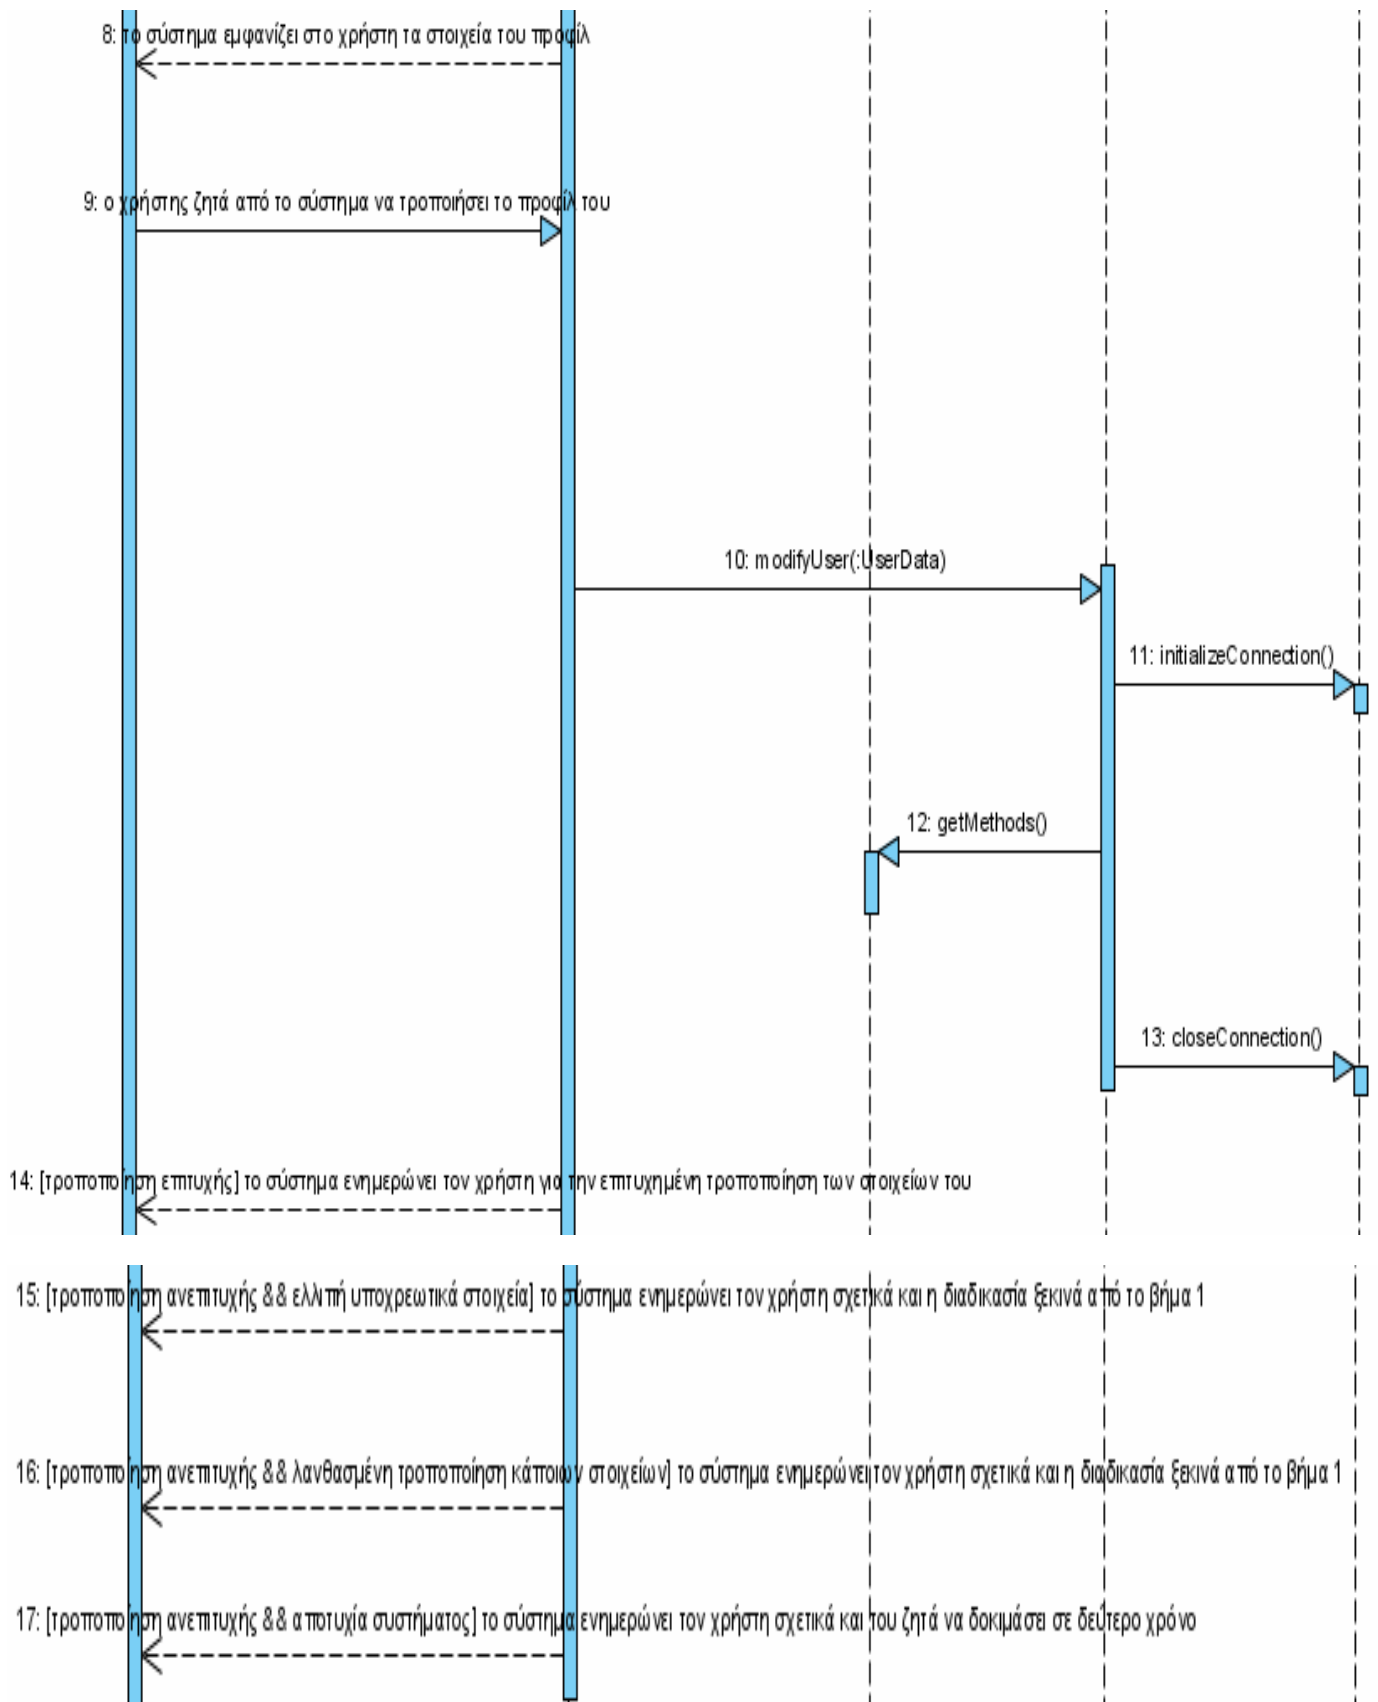 8: το σύστημα εμφανίζει στο χρήστη τα στοιχεία του προφίλ
9: ο χρήστης ζητά από το σύστημα να τροποιήσει το προφίλ του
10: modifyUser(:UserData)
11: initializeConnection()
12: getMethods()
13: closeConnection()
14: [τροποποίηση επιτυχής] το σύστημα ενημερώνει τον χρήστη για την επιτυχημένη τροποποίηση των στοιχείων του
15: [τροποποίηση ανεπιτυχής && ελλιπή υποχρεωτικά στοιχεία] το σύστημα ενημερώνει τον χρήστη σχετικά και η διαδικασία ξεκινά από το βήμα 1
16: [τροποποίηση ανεπιτυχής && λανθασμένη τροποποίηση κάποιων στοιχείων] το σύστημα ενημερώνει τον χρήστη σχετικά και η διαδικασία ξεκινά από το βήμα 1
17: [τροποποίηση ανεπιτυχής && αποτυχία συστήματος] το σύστημα ενημερώνει τον χρήστη σχετικά και του ζητά να δοκιμάσει σε δεύτερο χρόνο